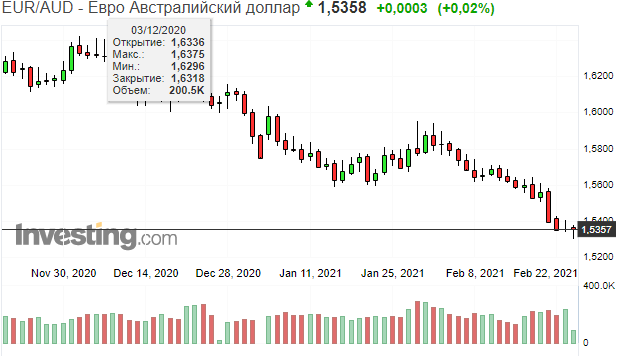 EUR/AUD - Евро Австралийский доллар 1,5358 +0,0003 (+0,02%)
03/12/2020
Открытие: 1,6336
Макс.: 1,6375
Мин.: 1,6296
Закрытие: 1,6318
Объем: 200.5K
1,6200
1,6000
1,5800
1,5600
1,5400
1,5357
1,5200
Investing.com
Nov 30, 2020 Dec 14, 2020 Dec 28, 2020 Jan 11, 2021 Jan 25, 2021 Feb 8, 2021 Feb 22, 2021
400.0K
0